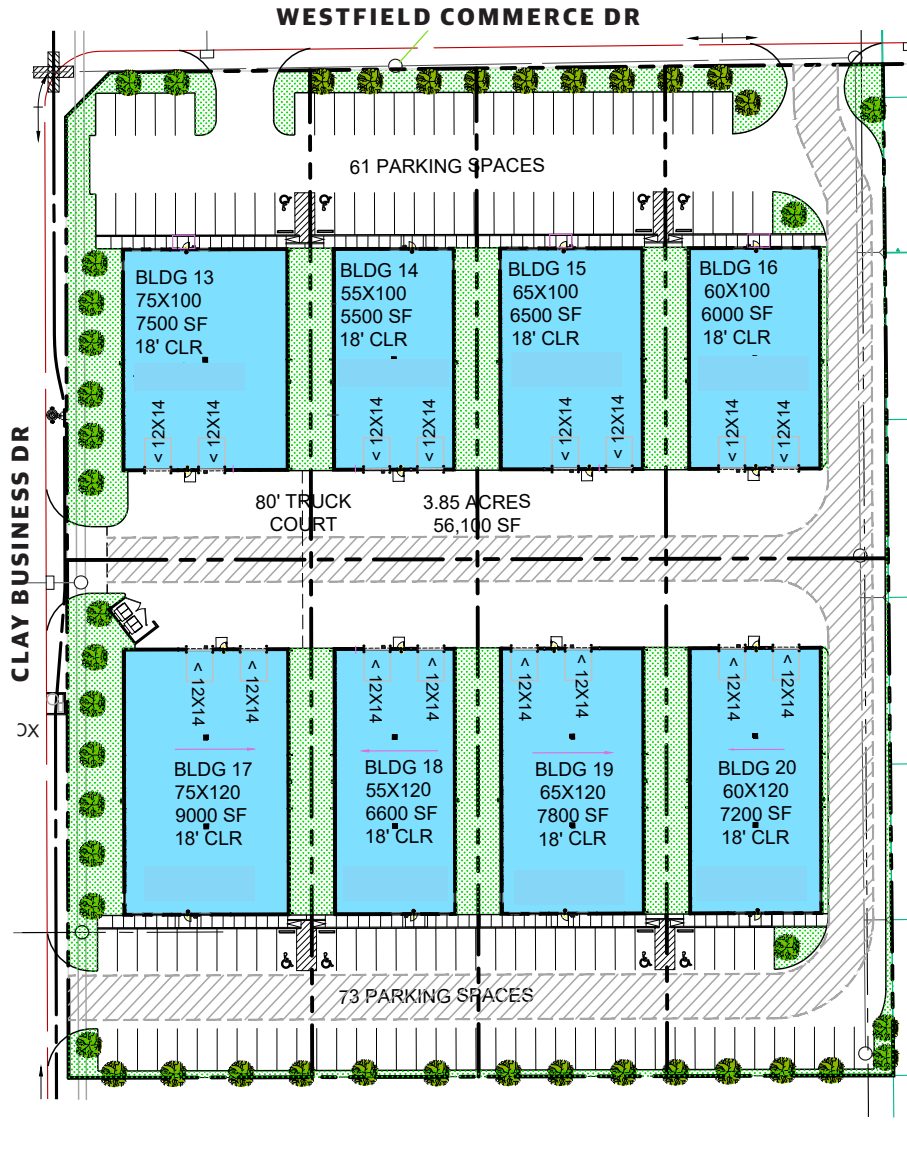 WESTFIELD COMMERCE DR
61 PARKING SPACES
BLDG 13
75X100
7500 SF
18' CLR
BLDG 14
55X100
5500 SF
18' CLR
BLDG 15
65X100
6500 SF
18' CLR
BLDG 16
60X100
6000 SF
18' CLR
< 12X14
< 12X14
< 12X14
< 12X14
< 12X14
< 12X14
< 12X14
< 12X14
80' TRUCK
COURT
3.85 ACRES
56,100 SF
CLAY BUSINESS DR
< 12X14
< 12X14
< 12X14
< 12X14
< 12X14
< 12X14
< 12X14
< 12X14
BLDG 17
75X120
9000 SF
18' CLR
BLDG 18
55X120
6600 SF
18' CLR
BLDG 19
65X120
7800 SF
18' CLR
BLDG 20
60X120
7200 SF
18' CLR
73 PARKING SPACES